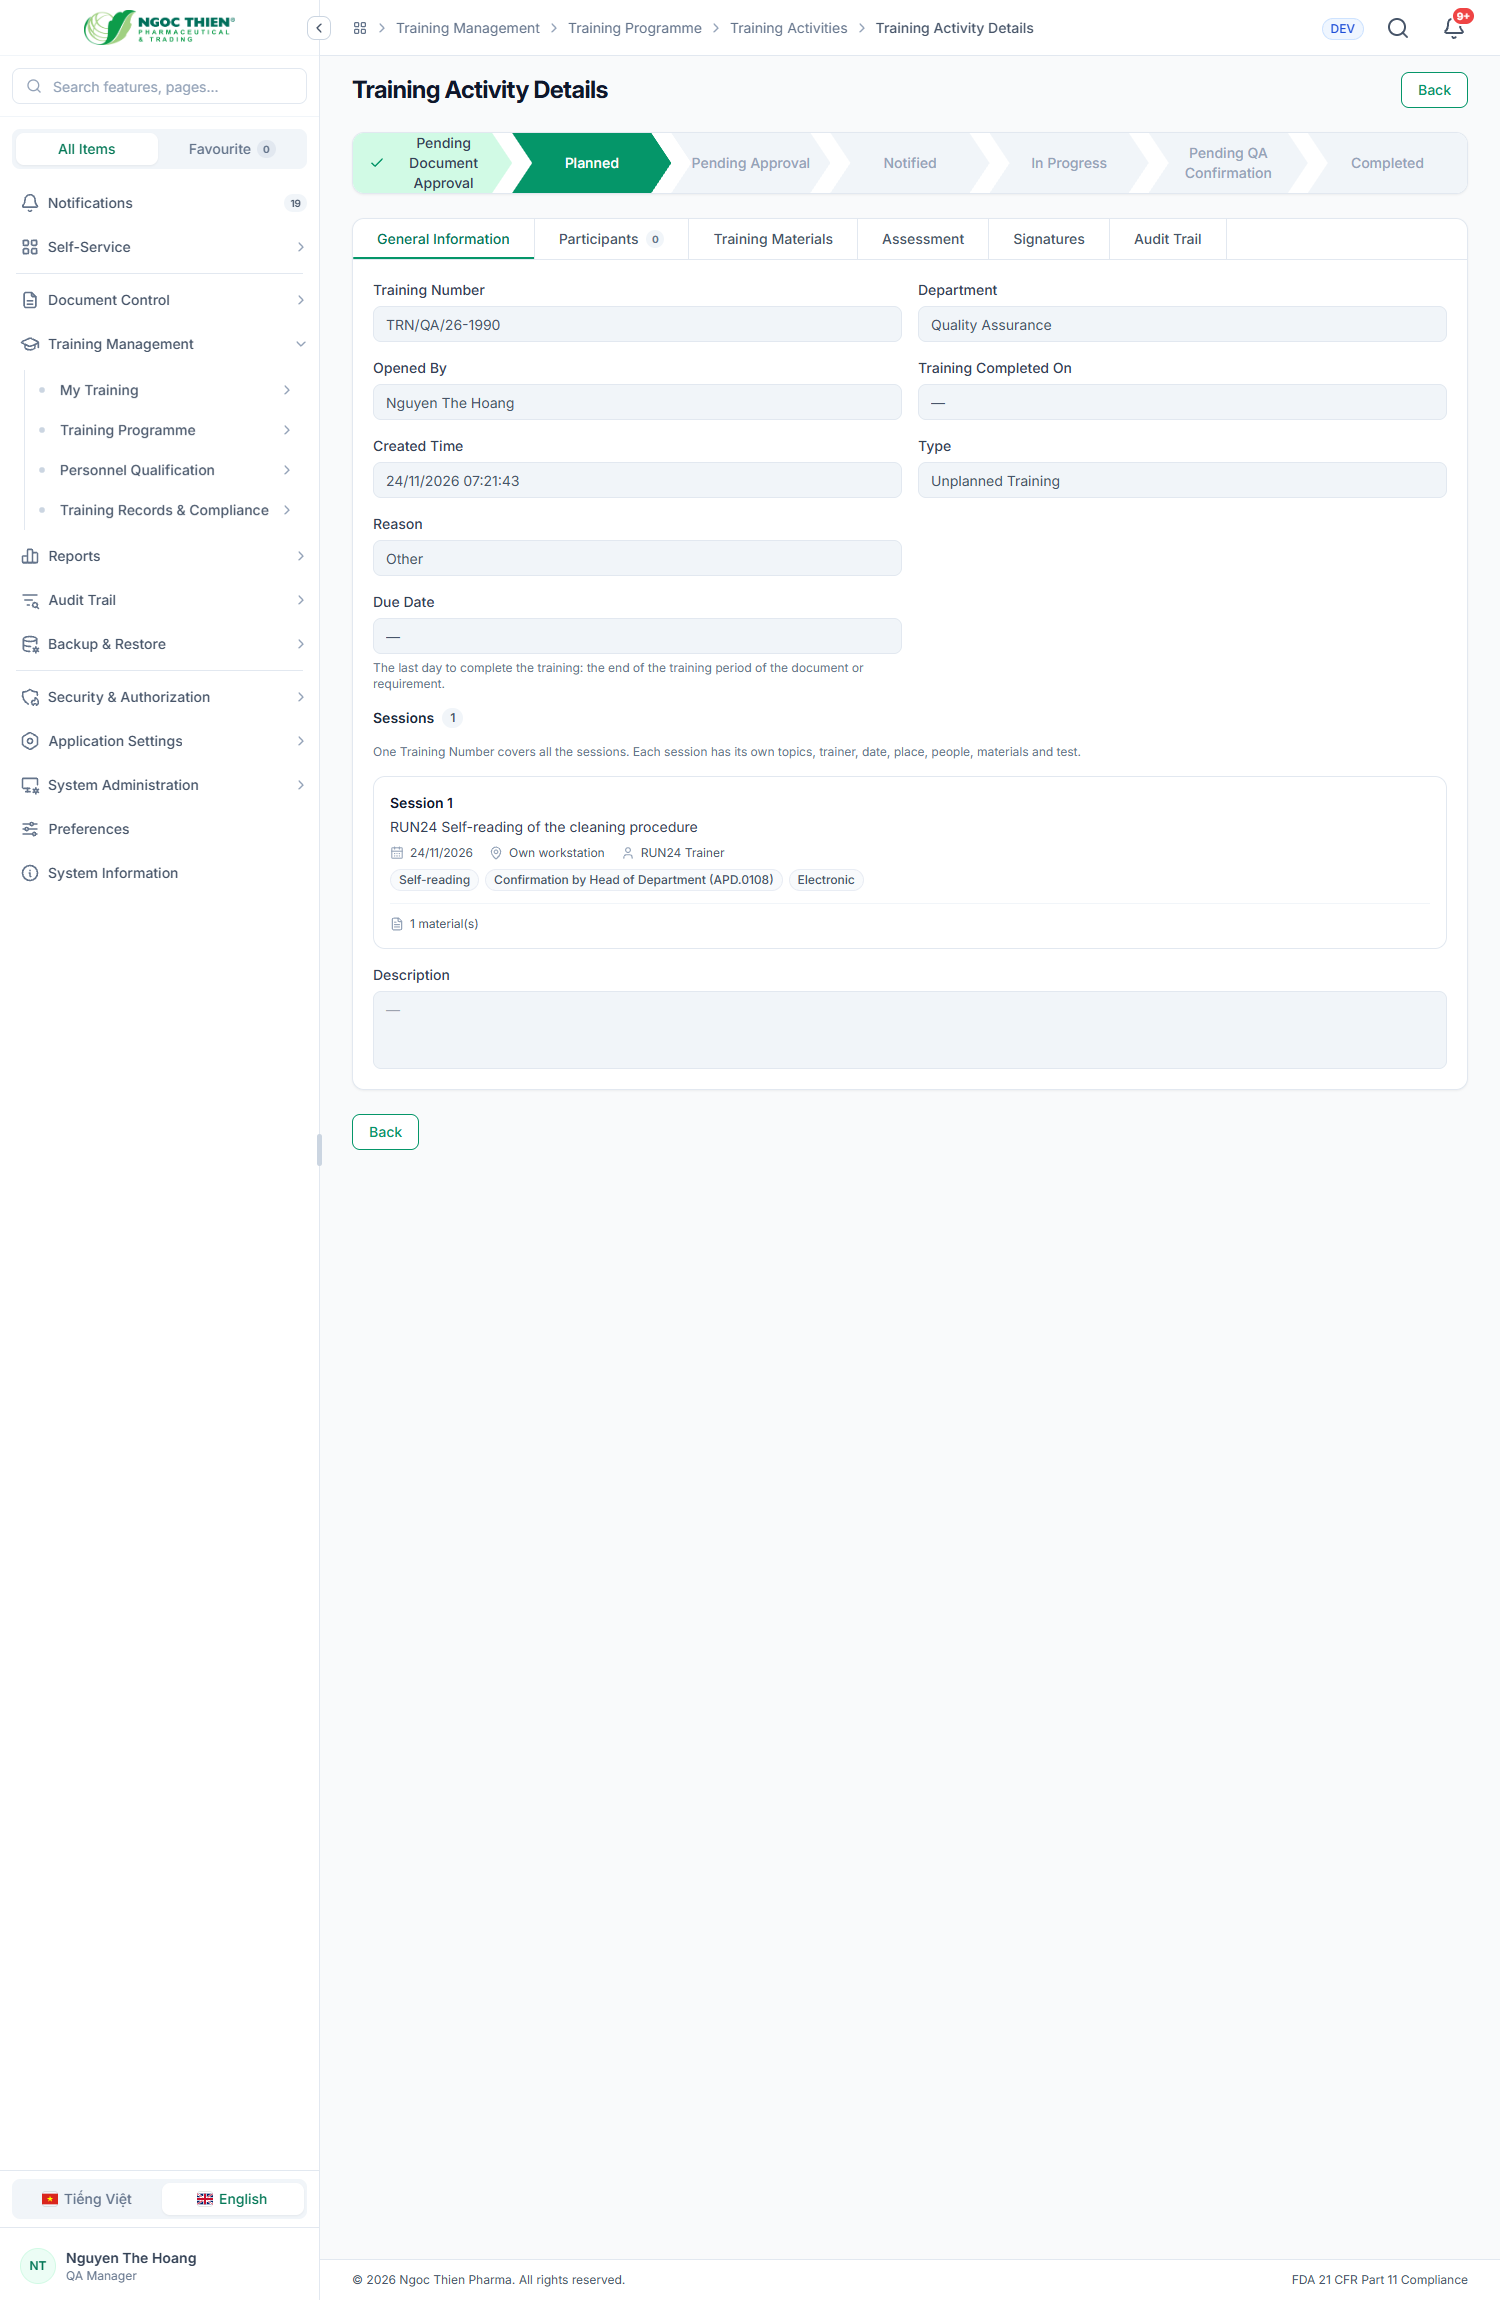 NGOC THIEN®
PHARMACEUTICAL
& TRADING
Search features, pages...
All Items
Favourite 0
Notifications 19
Self-Service
Document Control
Training Management
My Training
Training Programme
Personnel Qualification
Training Records & Compliance
Reports
Audit Trail
Backup & Restore
Security & Authorization
Application Settings
System Administration
Preferences
System Information
Tiếng Việt
English
NT
Nguyen The Hoang
QA Manager
Training Management
Training Programme
Training Activities
Training Activity Details
DEV
9+
Training Activity Details
Back
Pending
Document
Approval
Planned
Pending Approval
Notified
In Progress
Pending QA
Confirmation
Completed
General Information
Participants 0
Training Materials
Assessment
Signatures
Audit Trail
Training Number
TRN/QA/26-1990
Department
Quality Assurance
Opened By
Nguyen The Hoang
Training Completed On
—
Created Time
24/11/2026 07:21:43
Type
Unplanned Training
Reason
Other
Due Date
—
The last day to complete the training: the end of the training period of the document or
requirement.
Sessions 1
One Training Number covers all the sessions. Each session has its own topics, trainer, date, place, people, materials and test.
Session 1
RUN24 Self-reading of the cleaning procedure
24/11/2026 Own workstation RUN24 Trainer
Self-reading Confirmation by Head of Department (APD.0108) Electronic
1 material(s)
Description
—
Back
© 2026 Ngoc Thien Pharma. All rights reserved.
FDA 21 CFR Part 11 Compliance